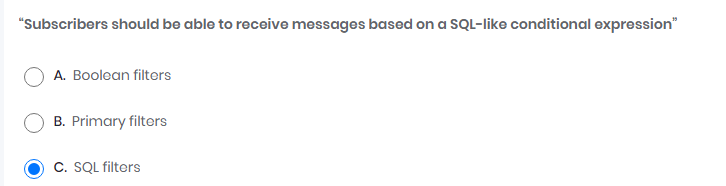 “Subscribers should be able to receive messages based on a SQL-like conditional expression”
A. Boolean filters
B. Primary filters
C. SQL filters